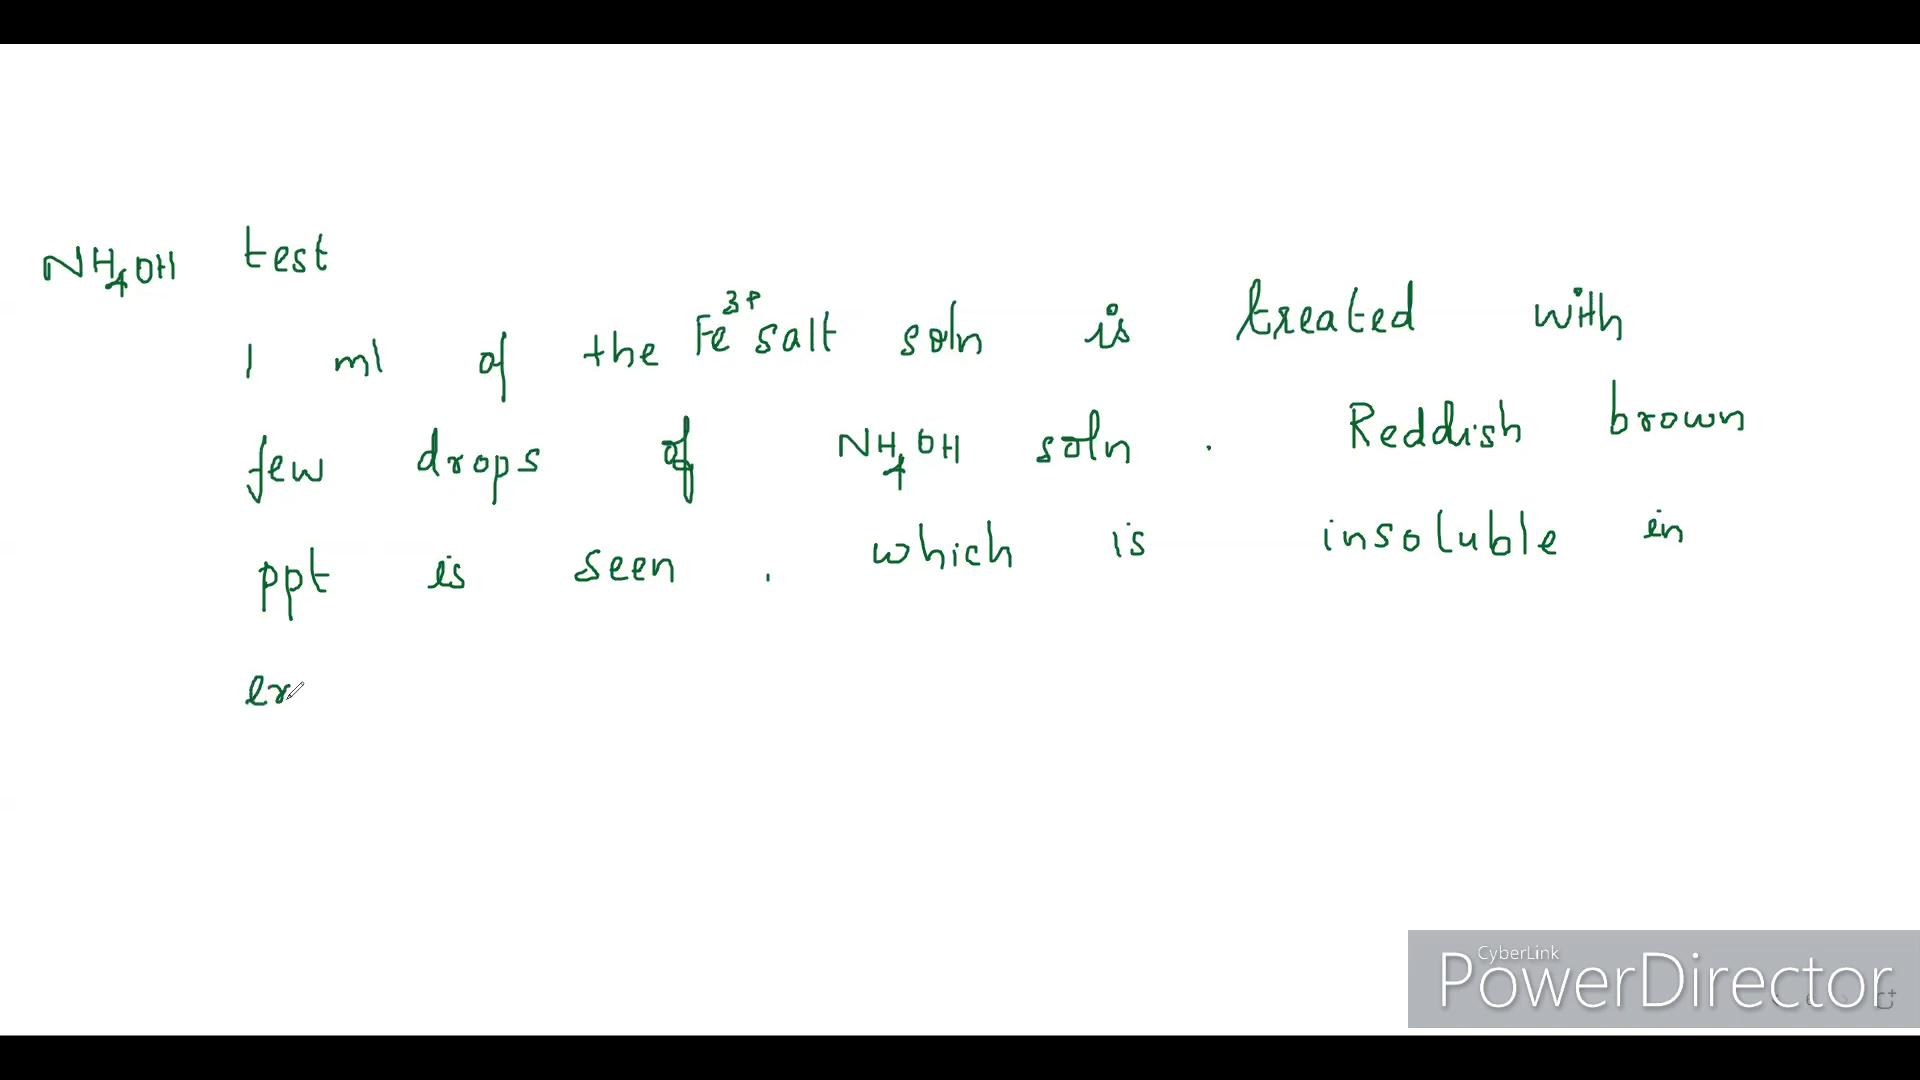 NH4OH test
1 ml of the Fe3+ salt soln is treated with
few drops of NH4OH soln. Reddish brown
ppt is seen. which is insoluble in
ex
CyberLink
PowerDirector